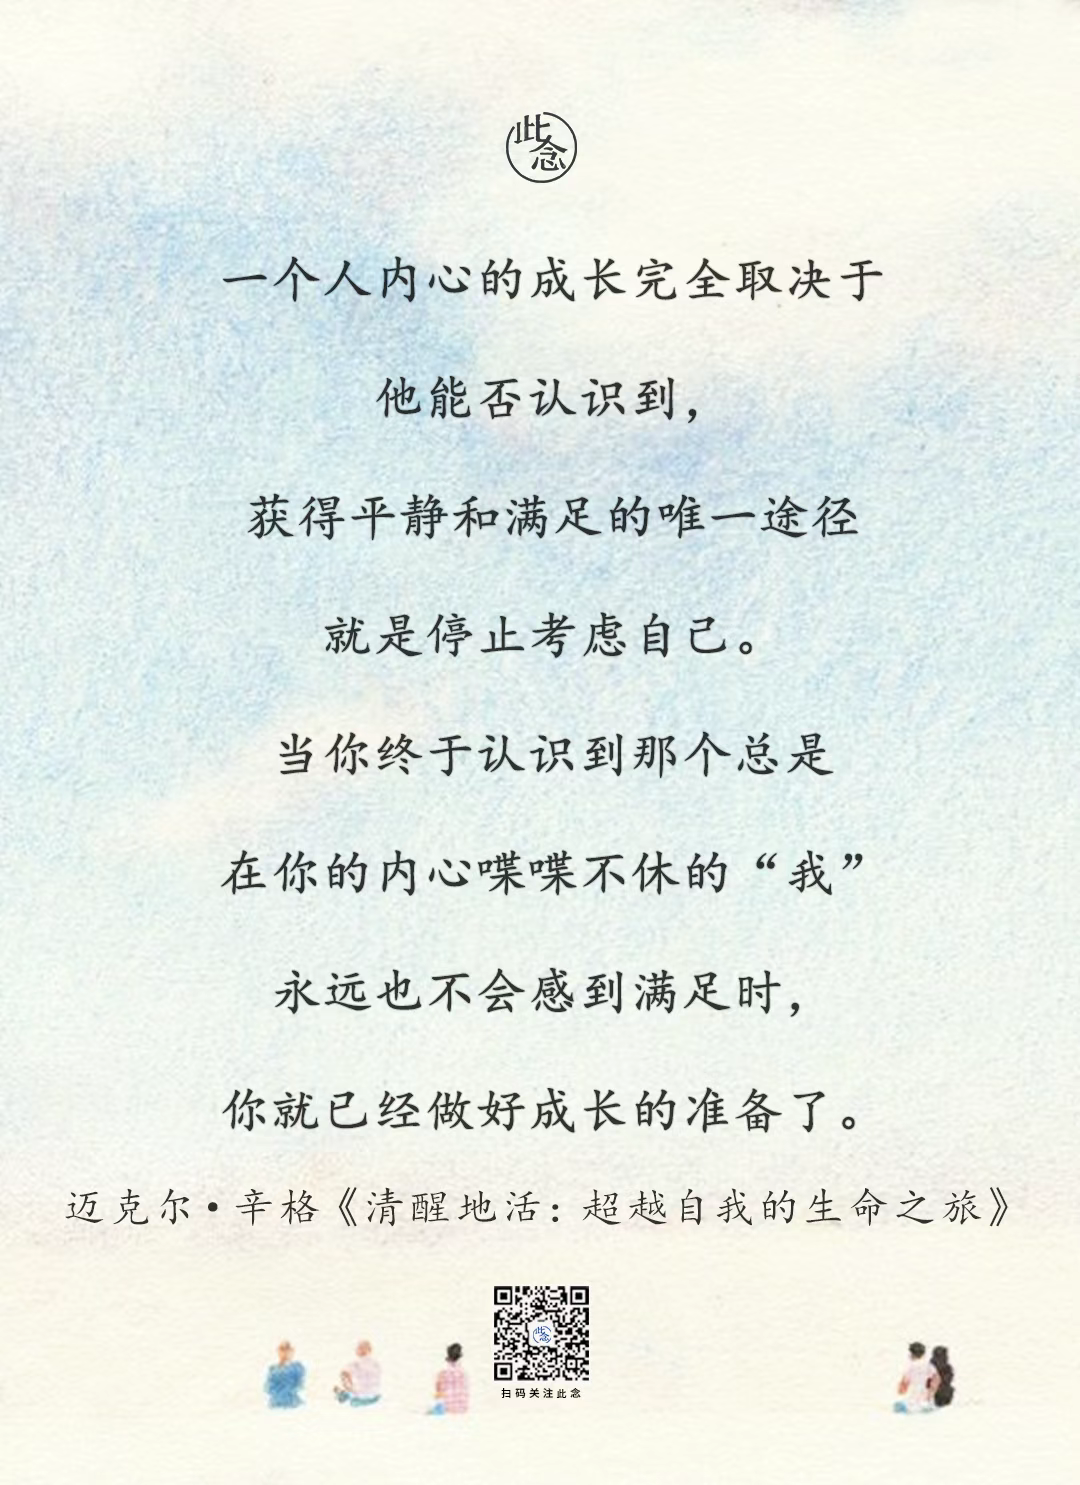 此念
一个人内心的成长完全取决于
他能否认识到，
获得平静和满足的唯一途径
就是停止考虑自己。
当你终于认识到那个总是
在你的内心喋喋不休的“我”
永远也不会感到满足时，
你就已经做好成长的准备了。
迈克尔•辛格《清醒地活：超越自我的生命之旅》
此念
扫码关注此念